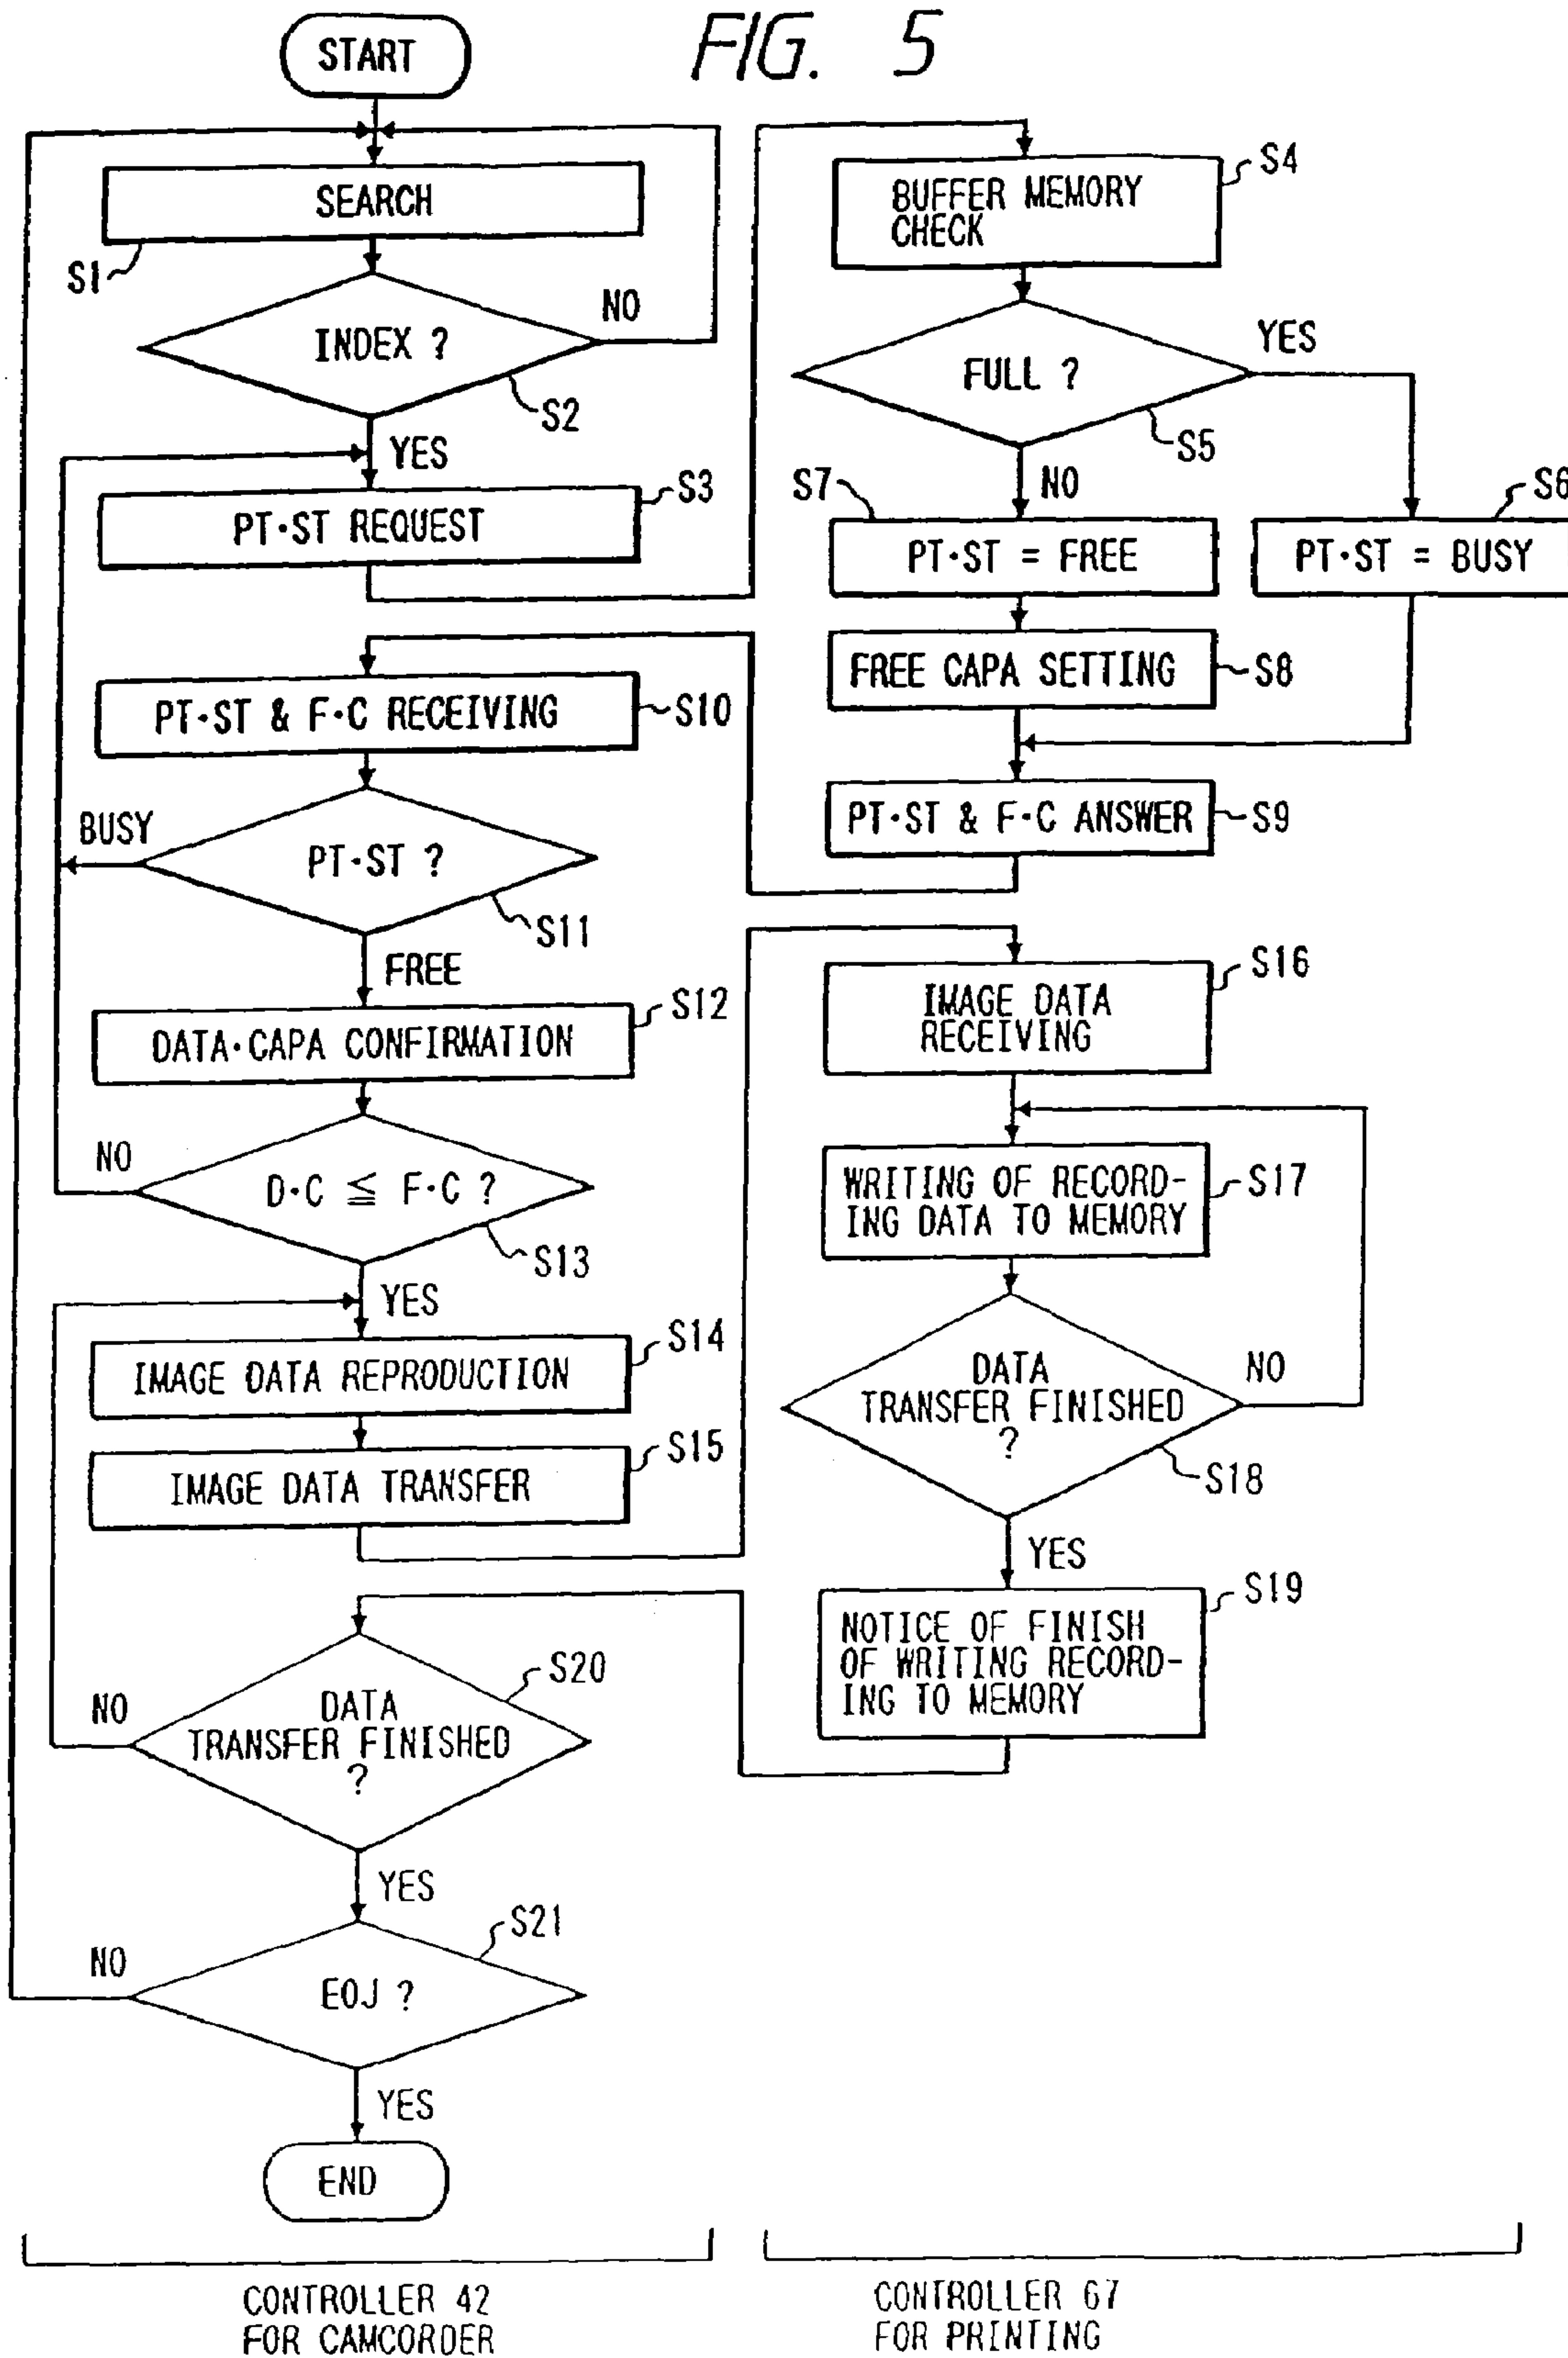 FIG. 5
START
SEARCH
S1
INDEX ?
NO
S2
YES
PT·ST REQUEST
S3
BUFFER MEMORY
CHECK
S4
FULL ?
YES
S5
NO
S7
PT·ST = FREE
S6
PT·ST = BUSY
FREE CAPA SETTING
S8
PT·ST & F·C ANSWER
S9
PT·ST & F·C RECEIVING
S10
BUSY
PT·ST ?
S11
FREE
DATA·CAPA CONFIRMATION
S12
NO
D·C ≦ F·C ?
S13
YES
IMAGE DATA REPRODUCTION
S14
IMAGE DATA TRANSFER
S15
IMAGE DATA
RECEIVING
S16
WRITING OF RECORD-
ING DATA TO MEMORY
S17
DATA
TRANSFER FINISHED
?
NO
S18
YES
NOTICE OF FINISH
OF WRITING RECORD-
ING TO MEMORY
S19
S20
NO
DATA
TRANSFER FINISHED
?
YES
S21
NO
EOJ ?
YES
END
CONTROLLER 42
FOR CAMCORDER
CONTROLLER 67
FOR PRINTING